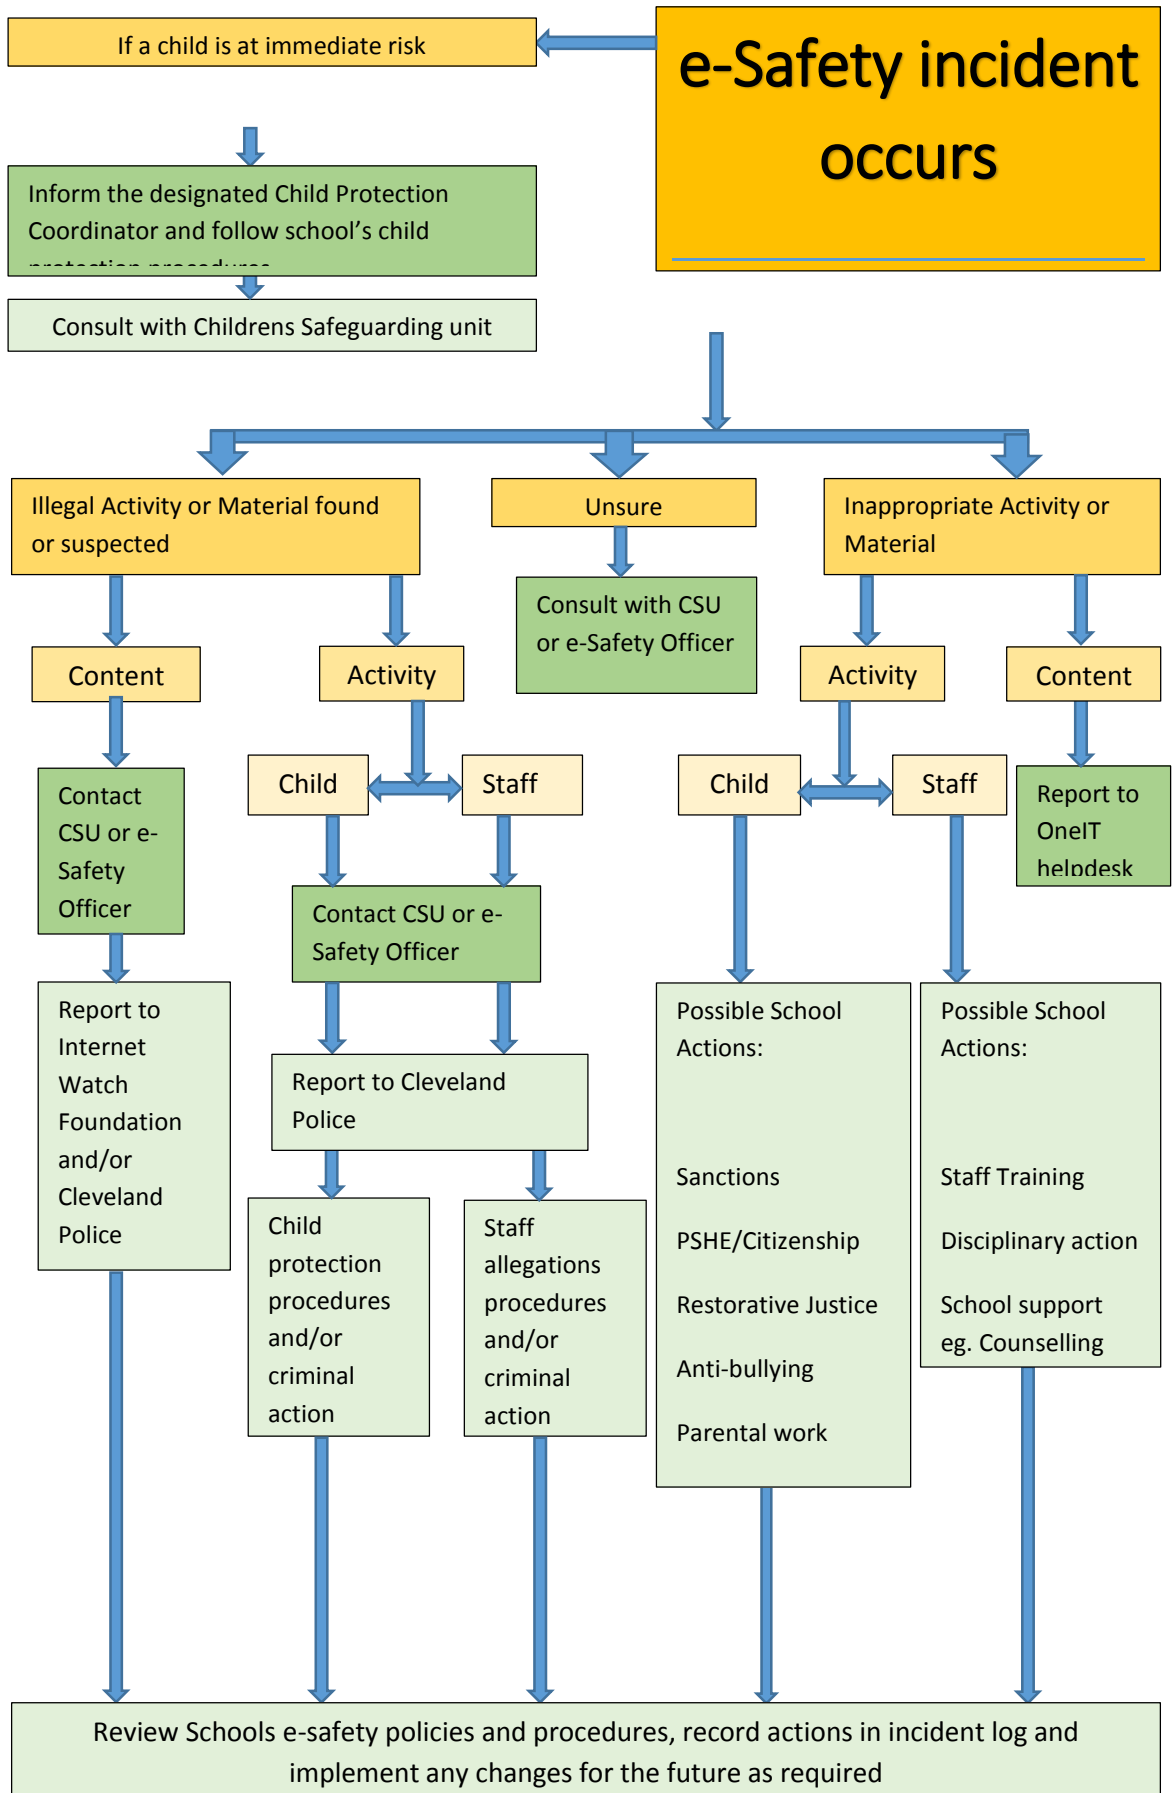 If a child is at immediate risk
e-Safety incident
occurs
Inform the designated Child Protection
Coordinator and follow school’s child
protection procedures
Consult with Childrens Safeguarding unit
Illegal Activity or Material found
or suspected
Unsure
Inappropriate Activity or
Material
Consult with CSU
or e-Safety Officer
Content
Activity
Activity
Content
Child
Staff
Child
Staff
Contact
CSU or e-
Safety
Officer
Report to
OneIT
helpdesk
Contact CSU or e-
Safety Officer
Report to
Internet
Watch
Foundation
and/or
Cleveland
Police
Report to Cleveland
Police
Child
protection
procedures
and/or
criminal
action
Staff
allegations
procedures
and/or
criminal
action
Possible School
Actions:
Sanctions
PSHE/Citizenship
Restorative Justice
Anti-bullying
Parental work
Possible School
Actions:
Staff Training
Disciplinary action
School support
eg. Counselling
Review Schools e-safety policies and procedures, record actions in incident log and
implement any changes for the future as required